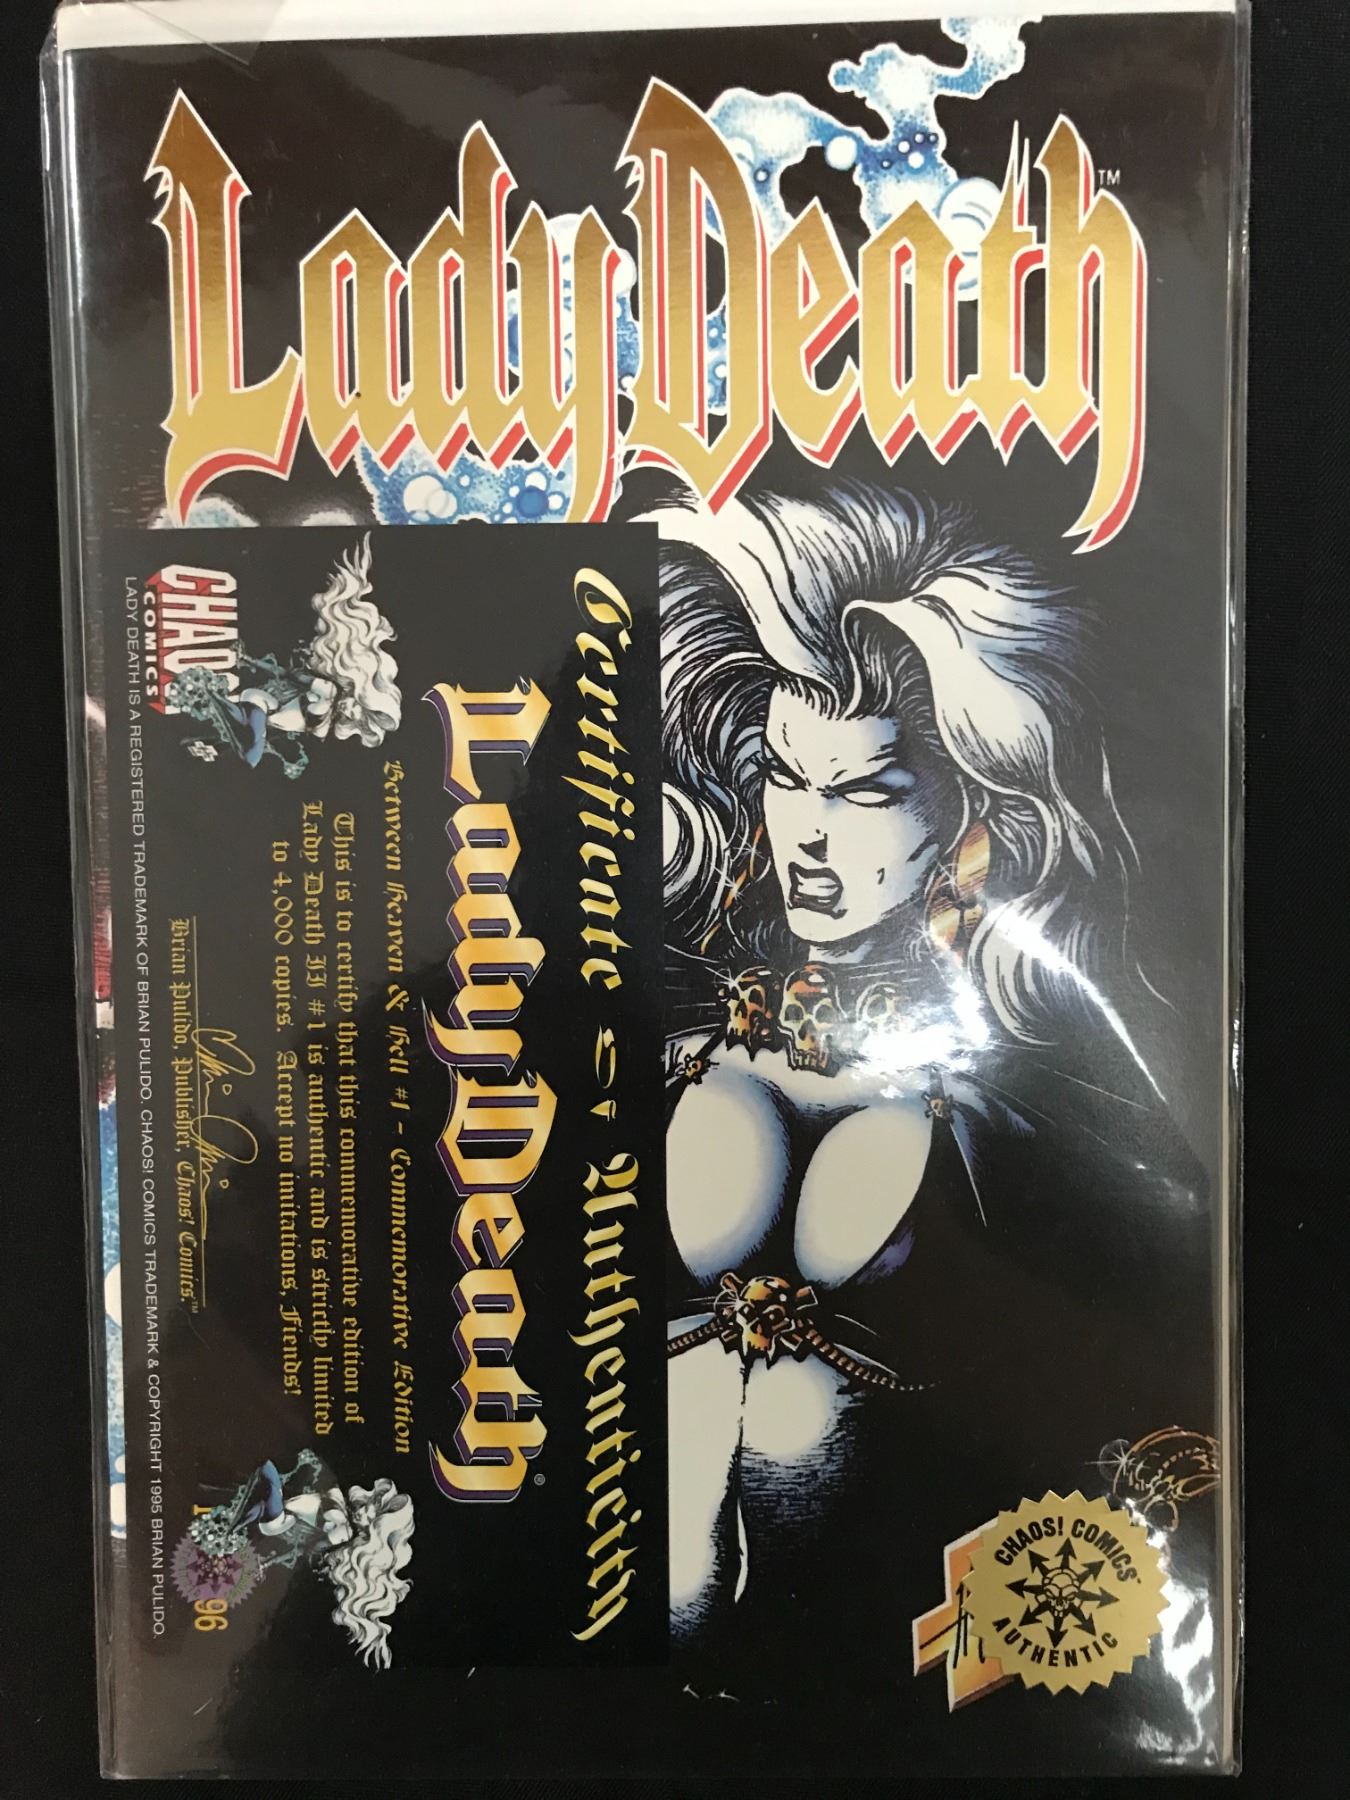 Lady Death™
Certificate of Authenticity
Lady Death®
Between Heaven & Hell #1 - Commemorative Edition
This is to certify that this commemorative edition of
Lady Death II #1 is authentic and is strictly limited
to 4,000 copies. Accept no imitations, Fiends!
Brian Pulido, Publisher, Chaos! Comics.™
96
CHAOS!
COMICS
LADY DEATH IS A REGISTERED TRADEMARK OF BRIAN PULIDO. CHAOS! COMICS TRADEMARK & COPYRIGHT 1995 BRIAN PULIDO.
CHAOS! COMICS™
AUTHENTIC